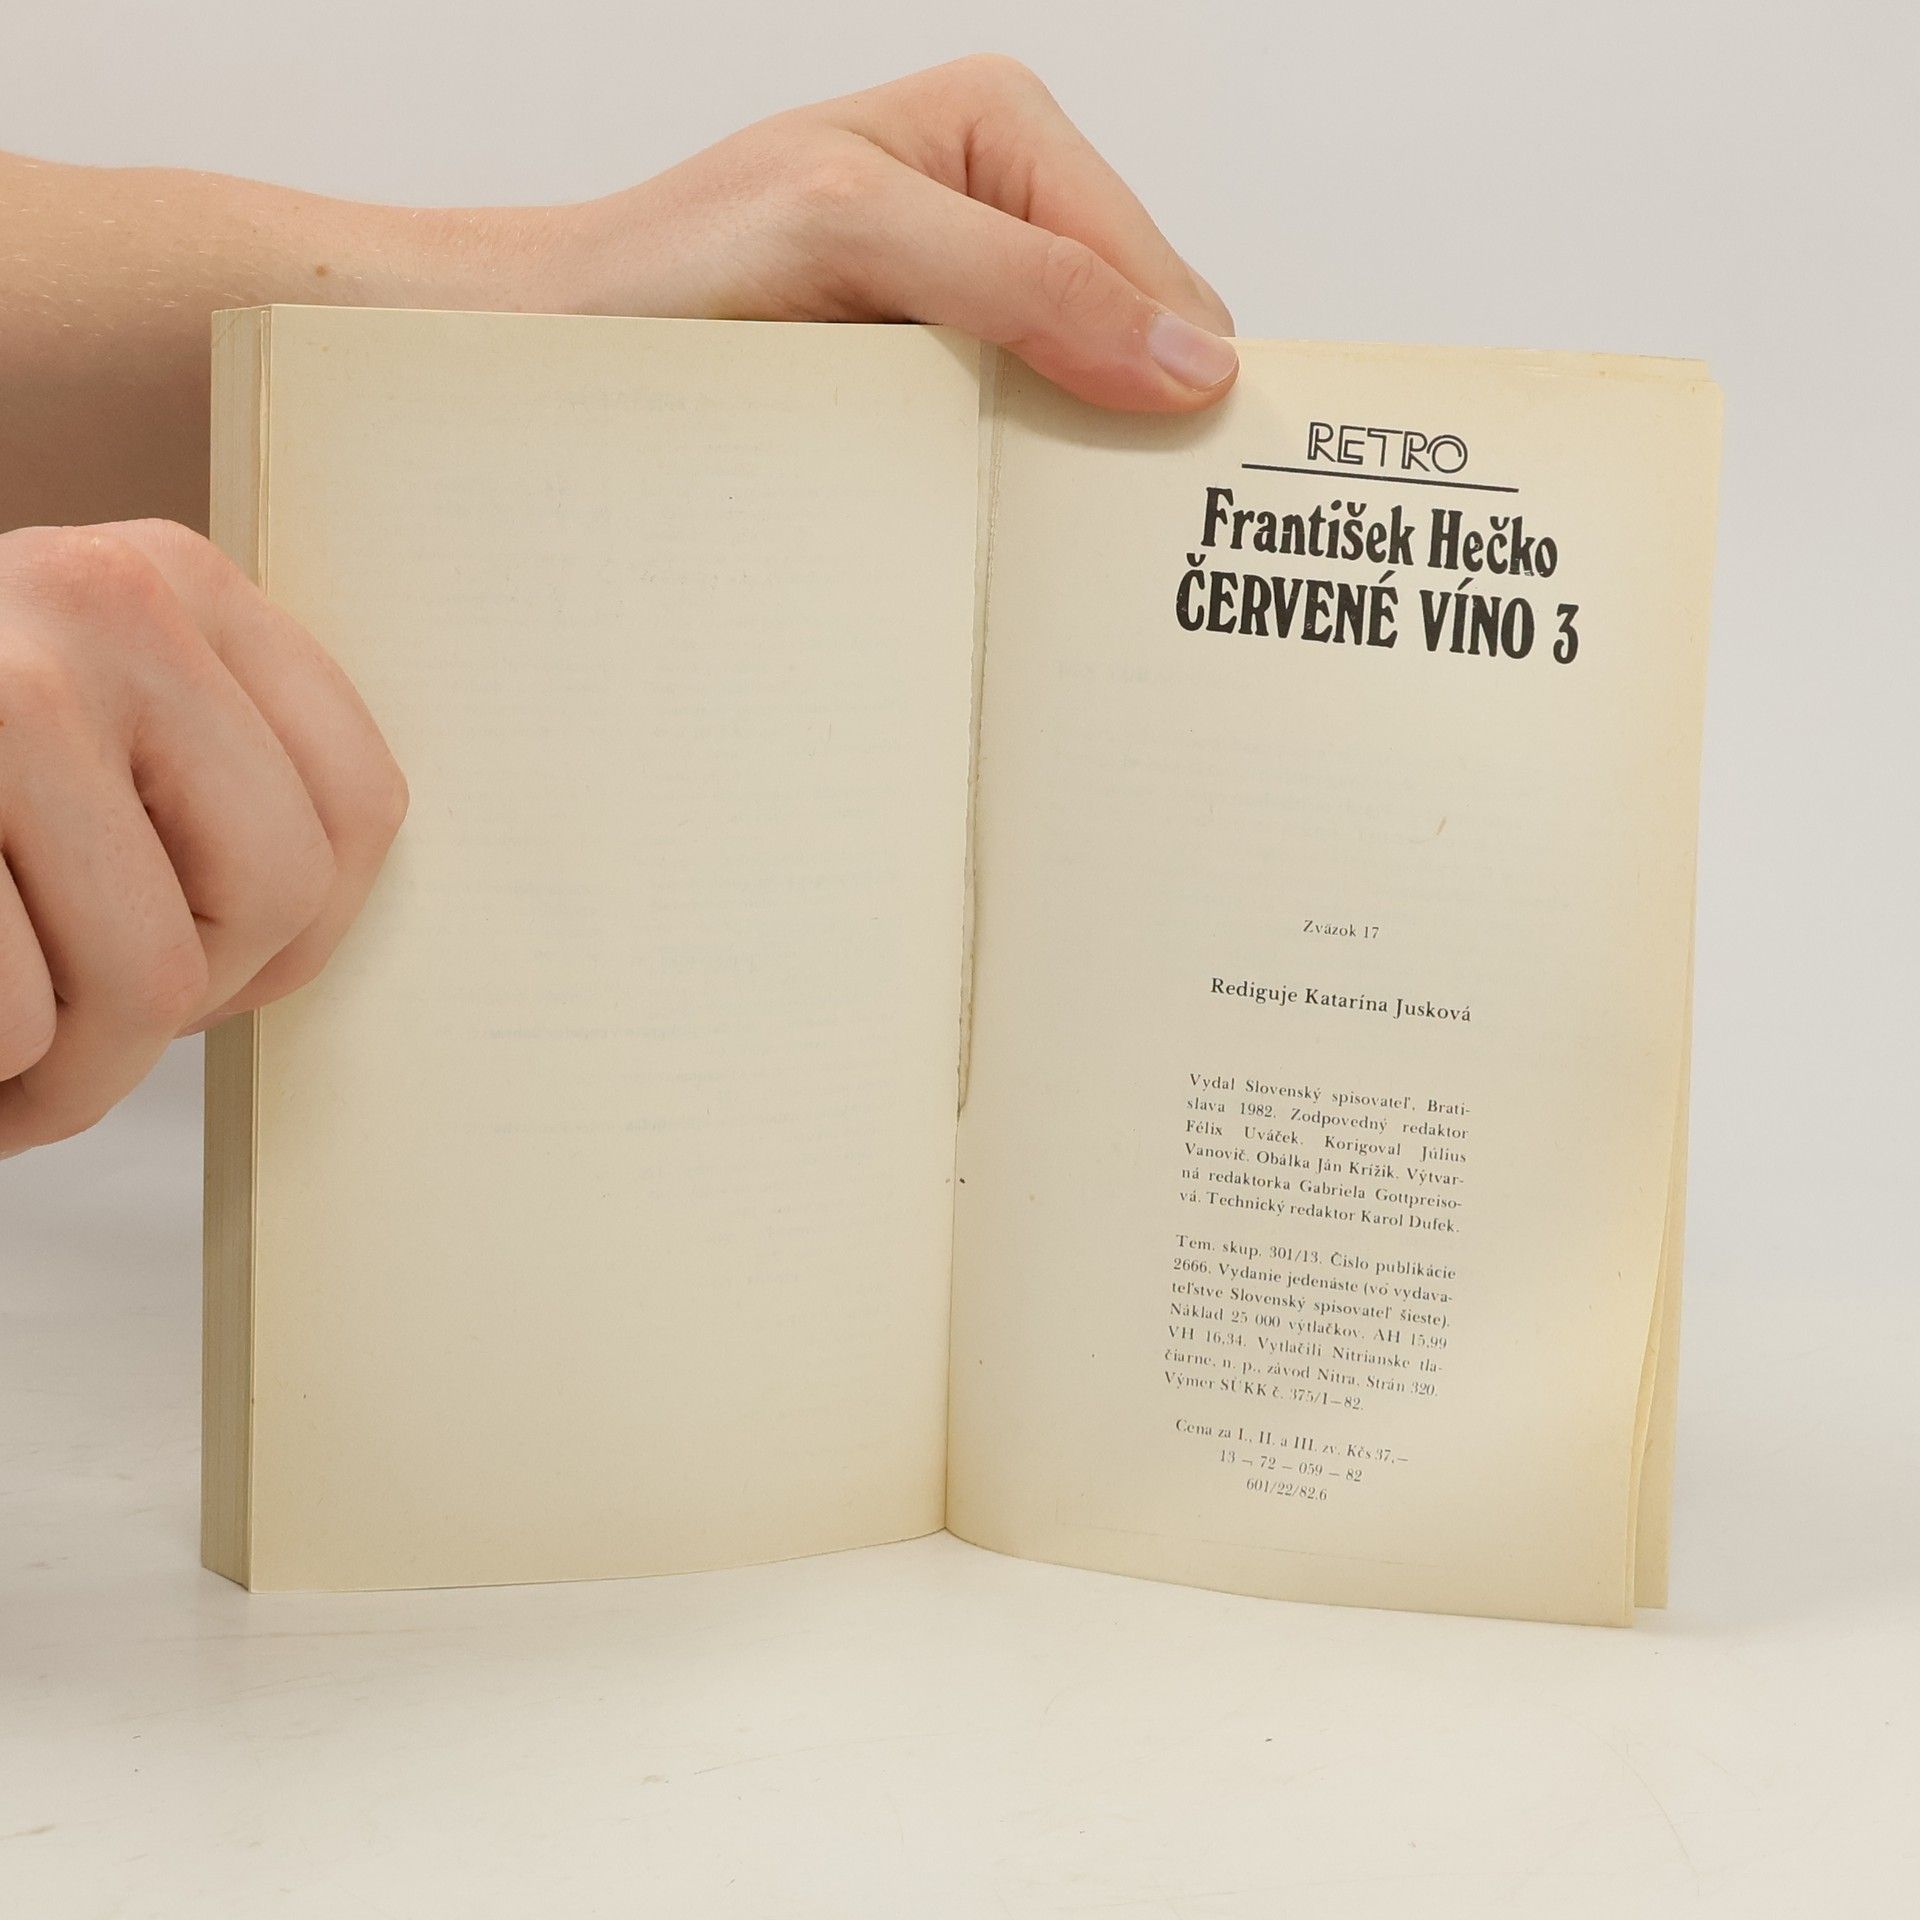 RETRO
František Hečko
ČERVENÉ VÍNO 3
Zväzok 17
Rediguje Katarína Jusková
Vydal Slovenský spisovateľ, Brati-
slava 1982. Zodpovedný redaktor
Félix Uváček. Korigoval Július
Vanovič. Obálka Ján Krížik. Výtvar-
ná redaktorka Gabriela Gottpreiso-
vá. Technický redaktor Karol Dufek.
Tem. skup. 301/13. Číslo publikácie
2666. Vydanie jedenáste (vo vydava-
teľstve Slovenský spisovateľ šieste).
Náklad 25 000 výtlačkov. AH 15,99
VH 16,34. Vytlačili Nitrianske tla-
čiarne, n. p., závod Nitra. Strán 320.
Výmer SÚKK č. 375/I–82.
Cena za I., II. a III. zv. Kčs 37,–
13 – 72 – 059 – 82
601/22/82.6